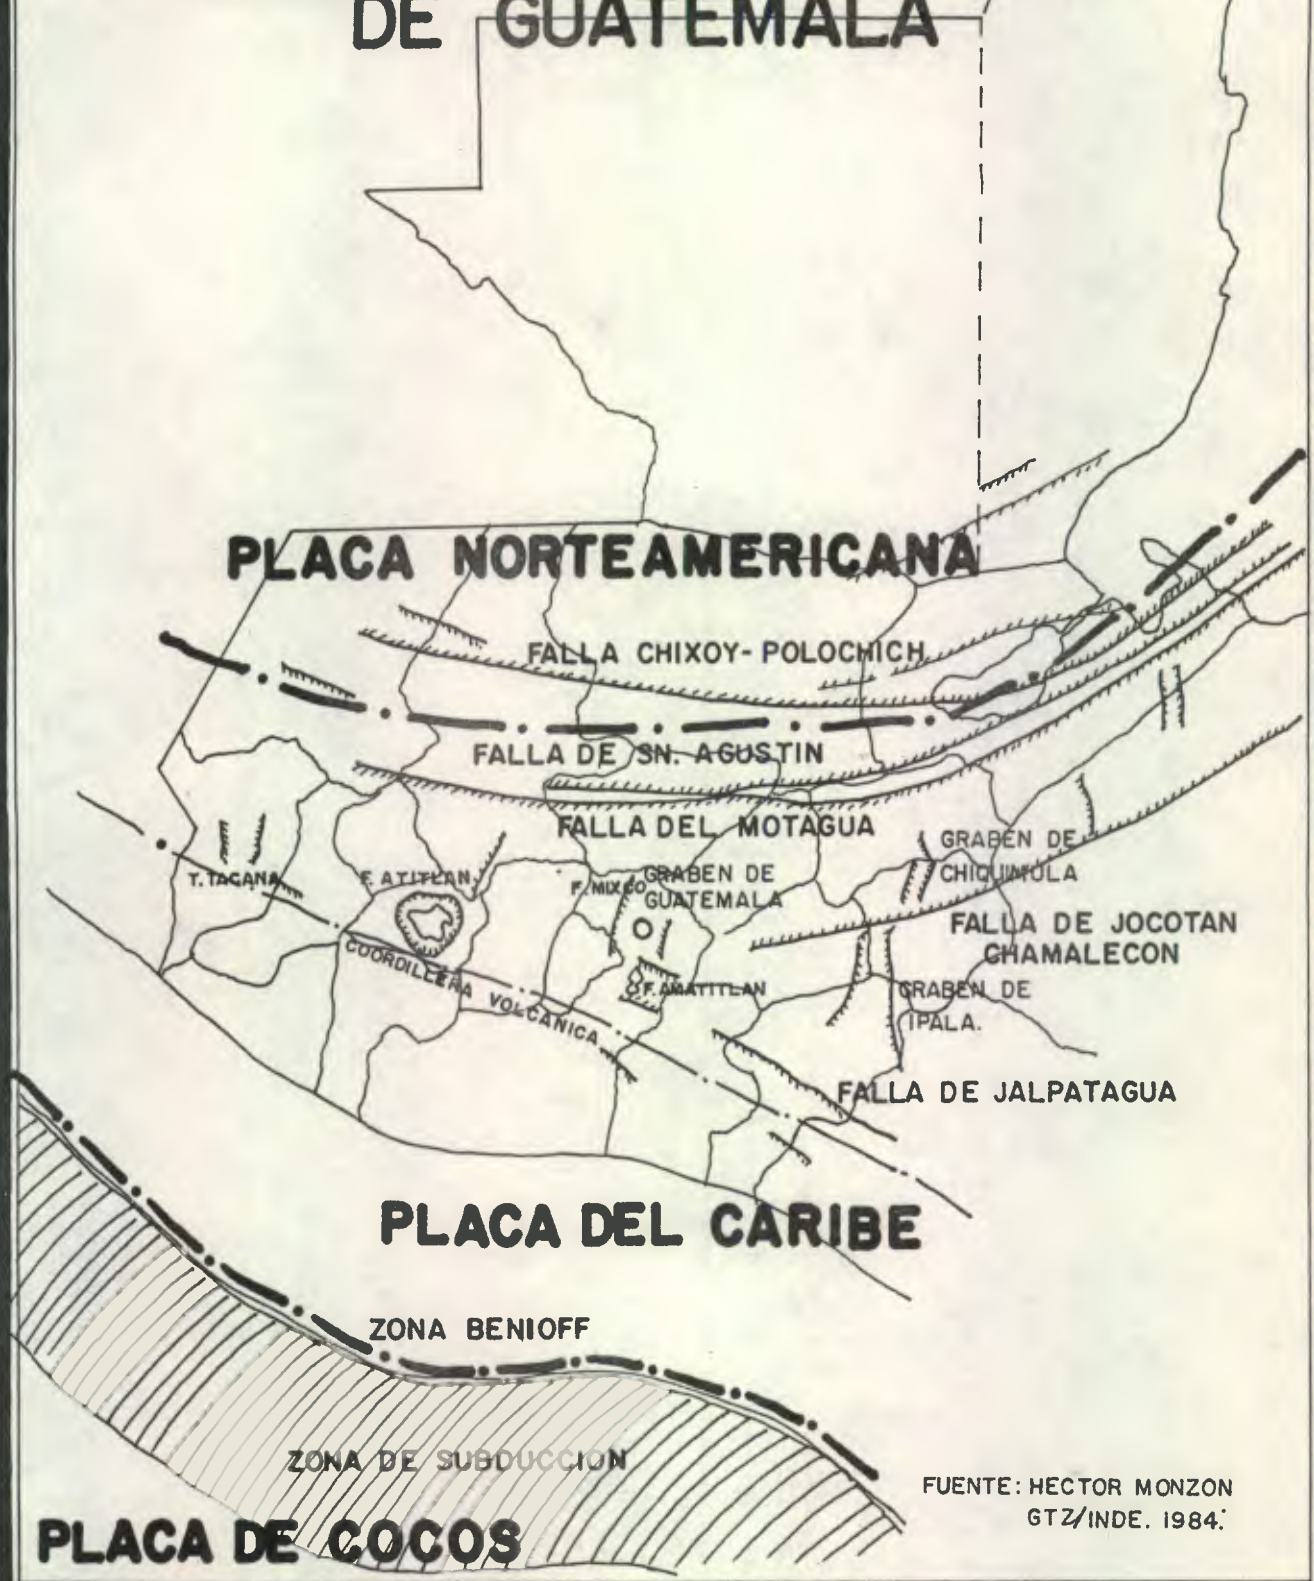 DE GUATEMALA
PLACA NORTEAMERICANA
FALLA CHIXOY-POLOCHICH
FALLA DE SN. AGUSTIN
FALLA DEL MOTAGUA
GRABEN DE
CHIQUIMULA
T. TACANA
F. ATITLAN
F. MIXCO
GRABEN DE
GUATEMALA
FALLA DE JOCOTAN
CHAMALECON
COORDILLERA VOLCANICA
F. AMATITLAN
GRABEN DE
IPALA.
FALLA DE JALPATAGUA
PLACA DEL CARIBE
ZONA BENIOFF
ZONA DE SUBDUCCION
FUENTE: HECTOR MONZON
GTZ/INDE. 1984.
PLACA DE COCOS